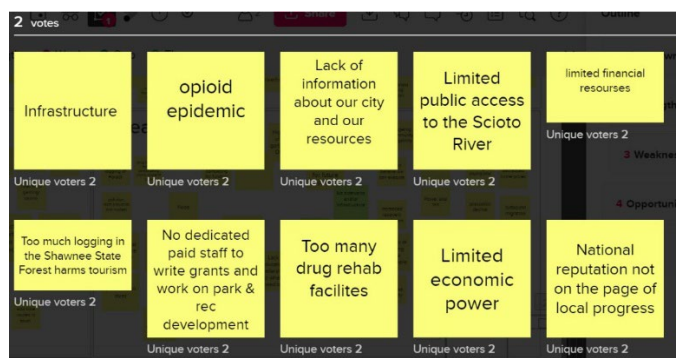 Share
Outline
2 votes
Infrastructure
Unique voters 2
opioid
epidemic
Unique voters 2
Lack of
information
about our city
and our
resources
Unique voters 2
Limited
public access
to the Scioto
River
Unique voters 2
limited financial
resourses
Unique voters 2
3 Weaknes
4 Opportuni
Too much logging in
the Shawnee State
Forest harms tourism
Unique voters 2
No dedicated
paid staff to
write grants and
work on park &
rec
development
Unique voters 2
Too many
drug rehab
facilites
Unique voters 2
Limited
economic
power
Unique voters 2
National
reputation not
on the page of
local progress
Unique voters 2